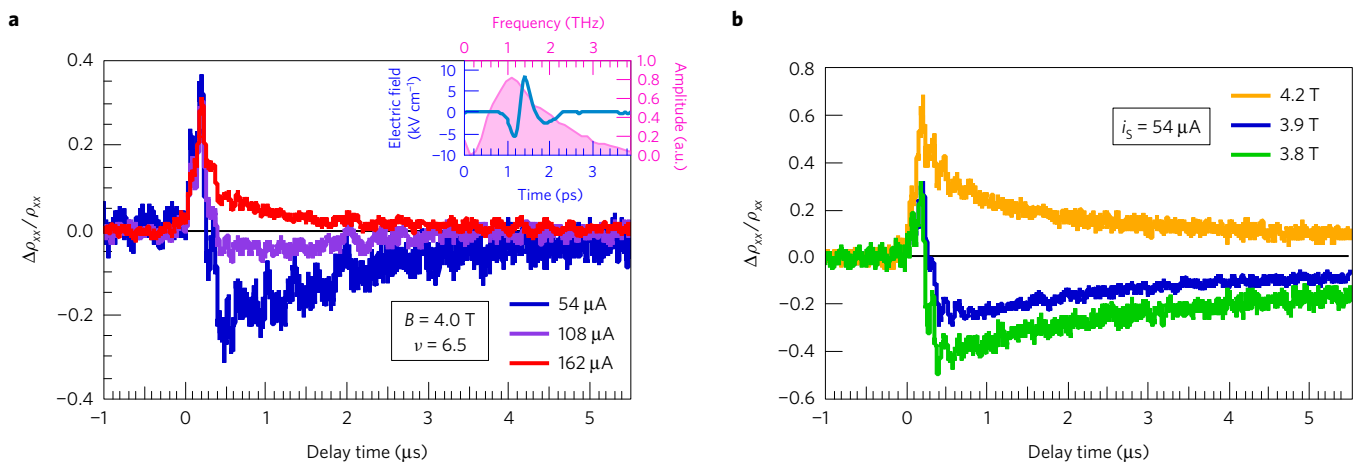 a
Frequency (THz)
0 1 2 3
Electric field
(kV cm⁻¹)
10
5
0
−5
−10
1.0
0.8
0.6
0.4
0.2
0.0
Amplitude (a.u.)
0 1 2 3
Time (ps)
Δρxx/ρxx
0.4
0.2
0.0
−0.2
−0.4
B = 4.0 T
ν = 6.5
54 μA
108 μA
162 μA
−1 0 1 2 3 4 5
Delay time (μs)
b
Δρxx/ρxx
0.8
0.6
0.4
0.2
0.0
−0.2
−0.4
−0.6
iS = 54 μA
4.2 T
3.9 T
3.8 T
−1 0 1 2 3 4 5
Delay time (μs)